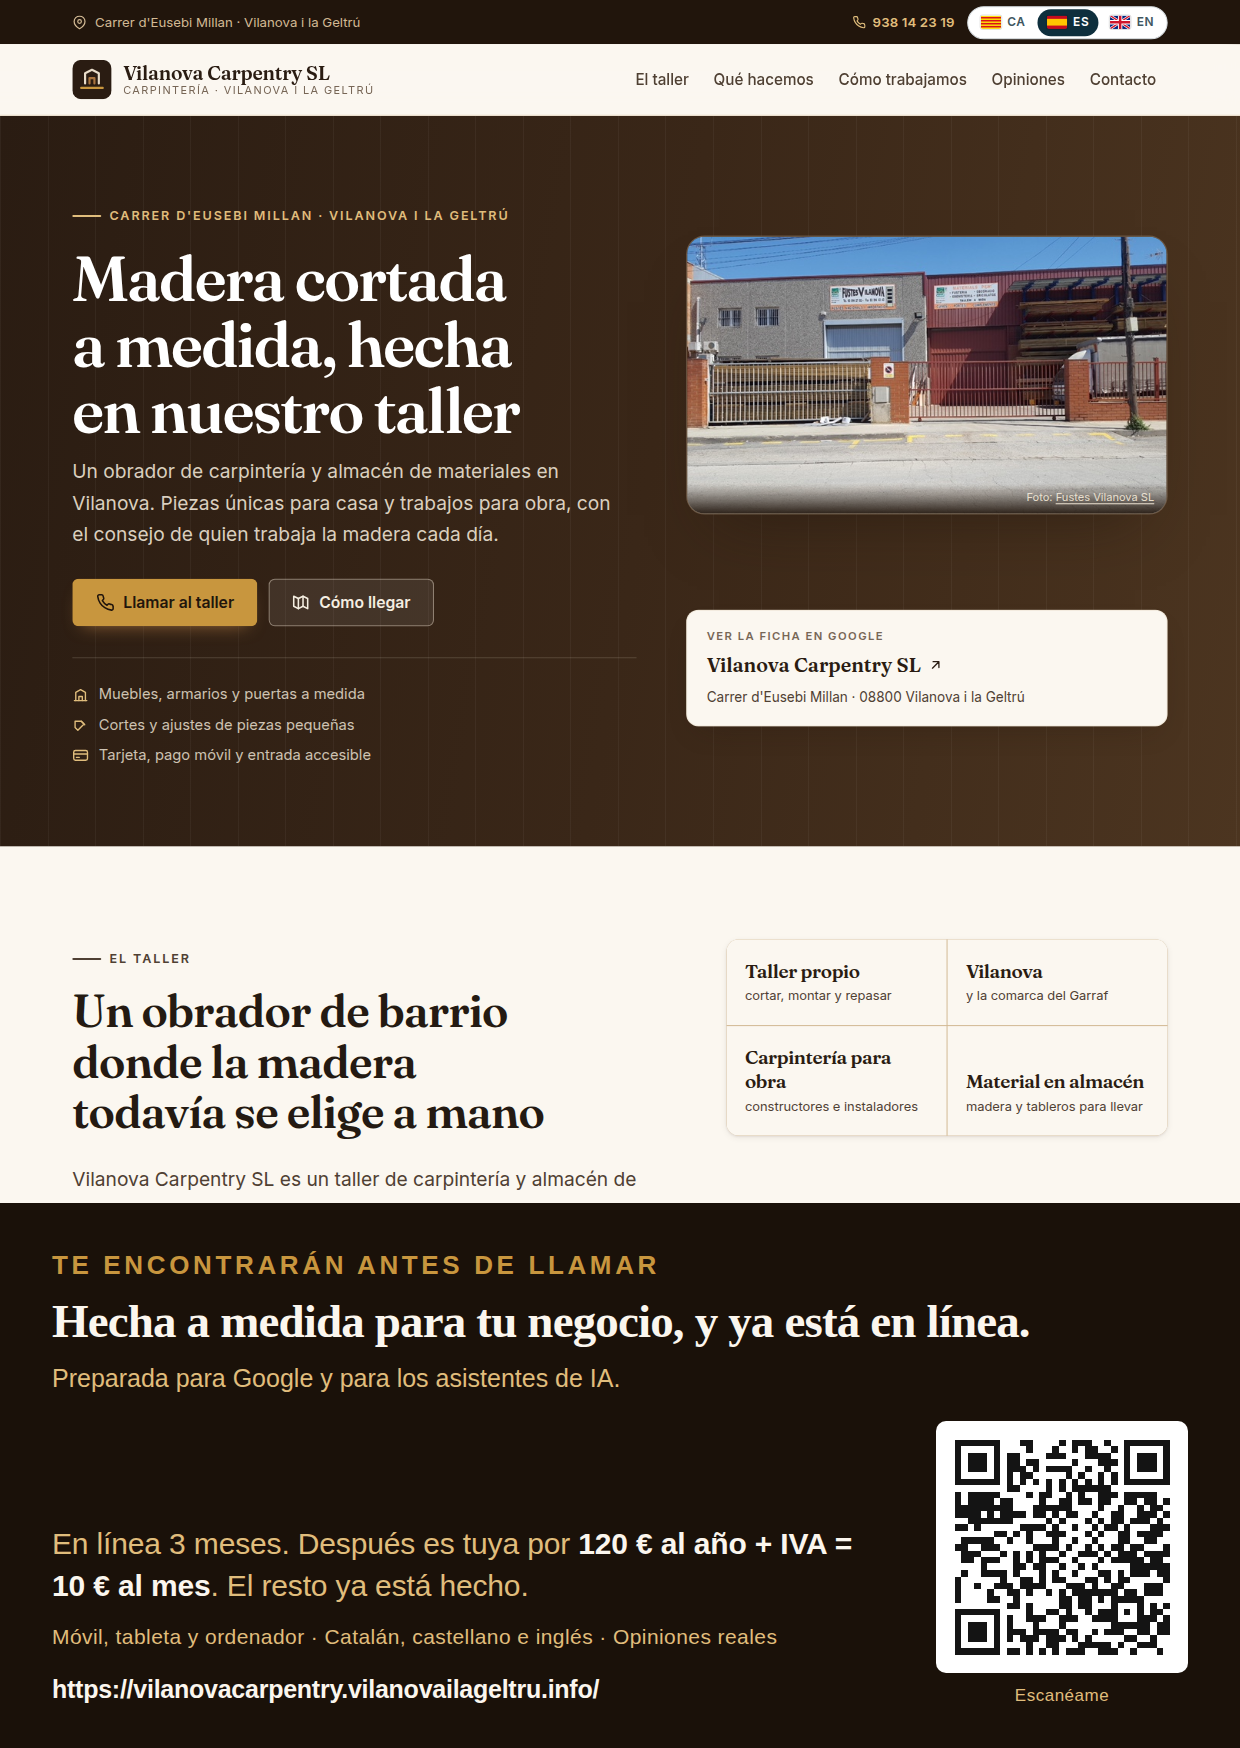 Carrer d'Eusebi Millan · Vilanova i la Geltrú
938 14 23 19
CA
ES
EN
Vilanova Carpentry SL
CARPINTERÍA · VILANOVA I LA GELTRÚ
El taller
Qué hacemos
Cómo trabajamos
Opiniones
Contacto
CARRER D'EUSEBI MILLAN · VILANOVA I LA GELTRÚ
Madera cortada
a medida, hecha
en nuestro taller
Un obrador de carpintería y almacén de materiales en
Vilanova. Piezas únicas para casa y trabajos para obra, con
el consejo de quien trabaja la madera cada día.
Llamar al taller
Cómo llegar
Muebles, armarios y puertas a medida
Cortes y ajustes de piezas pequeñas
Tarjeta, pago móvil y entrada accesible
FUSTES VILANOVA
Foto: Fustes Vilanova SL
VER LA FICHA EN GOOGLE
Vilanova Carpentry SL
Carrer d'Eusebi Millan · 08800 Vilanova i la Geltrú
EL TALLER
Un obrador de barrio
donde la madera
todavía se elige a mano
Vilanova Carpentry SL es un taller de carpintería y almacén de
Taller propio
cortar, montar y repasar
Vilanova
y la comarca del Garraf
Carpintería para
obra
constructores e instaladores
Material en almacén
madera y tableros para llevar
TE ENCONTRARÁN ANTES DE LLAMAR
Hecha a medida para tu negocio, y ya está en línea.
Preparada para Google y para los asistentes de IA.
En línea 3 meses. Después es tuya por 120 € al año + IVA =
10 € al mes. El resto ya está hecho.
Móvil, tableta y ordenador · Catalán, castellano e inglés · Opiniones reales
https://vilanovacarpentry.vilanovailageltru.info/
Escanéame